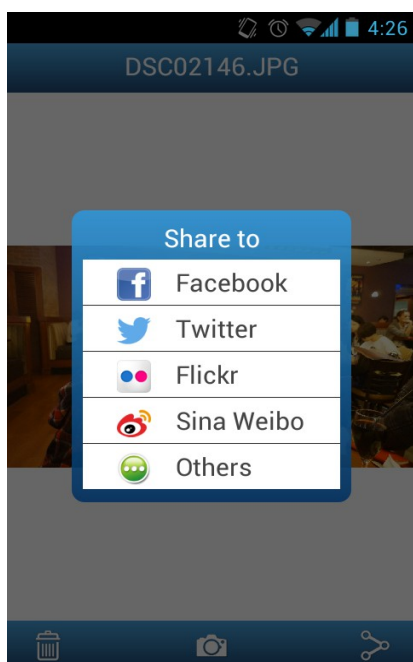 4:26
DSC02146.JPG
Share to
Facebook
Twitter
Flickr
Sina Weibo
Others